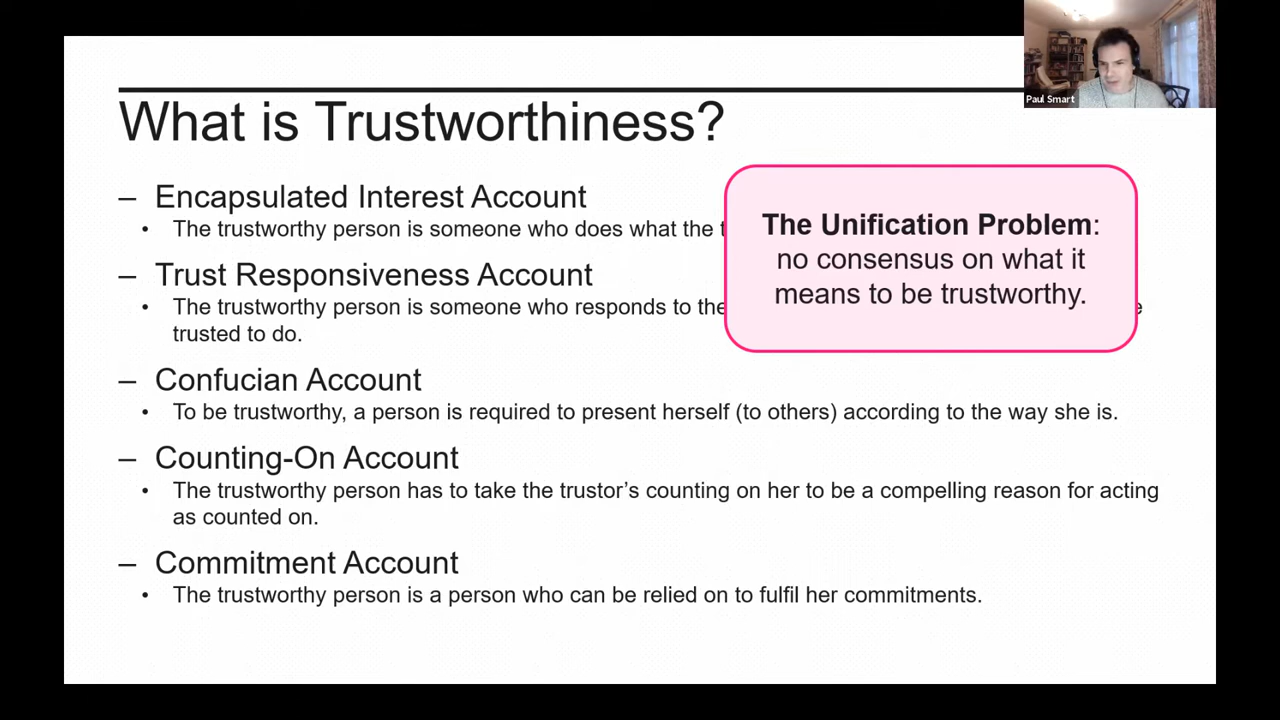 Paul Smart
What is Trustworthiness?
– Encapsulated Interest Account
• The trustworthy person is someone who does what the
– Trust Responsiveness Account
• The trustworthy person is someone who responds to the
trusted to do.
– Confucian Account
• To be trustworthy, a person is required to present herself (to others) according to the way she is.
– Counting-On Account
• The trustworthy person has to take the trustor’s counting on her to be a compelling reason for acting
as counted on.
– Commitment Account
• The trustworthy person is a person who can be relied on to fulfil her commitments.
The Unification Problem:
no consensus on what it
means to be trustworthy.